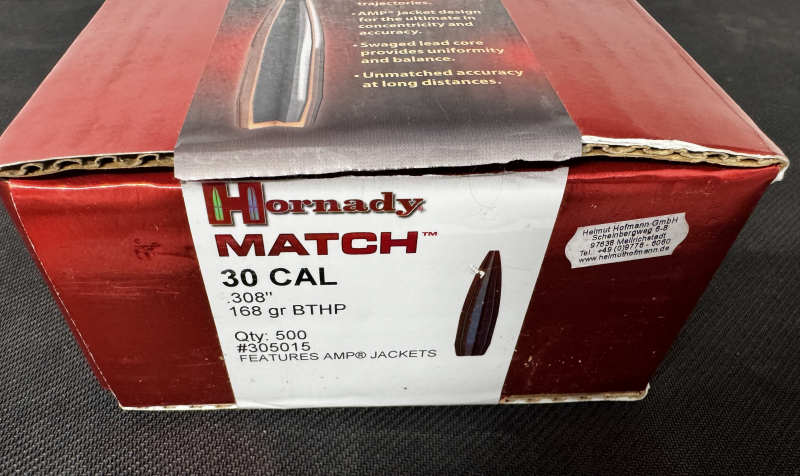 trajectories.
• AMP® jacket design
for the ultimate in
concentricity and
accuracy.
• Swaged lead core
provides uniformity
and balance.
• Unmatched accuracy
at long distances.
Hornady
MATCH™
30 CAL
.308"
168 gr BTHP
Qty: 500
#305015
FEATURES AMP® JACKETS
Helmut Hofmann GmbH
Scheinbergweg 6-8
97638 Mellrichstadt
Tel.: +49 (0)9776 - 6060
www.helmuthofmann.de